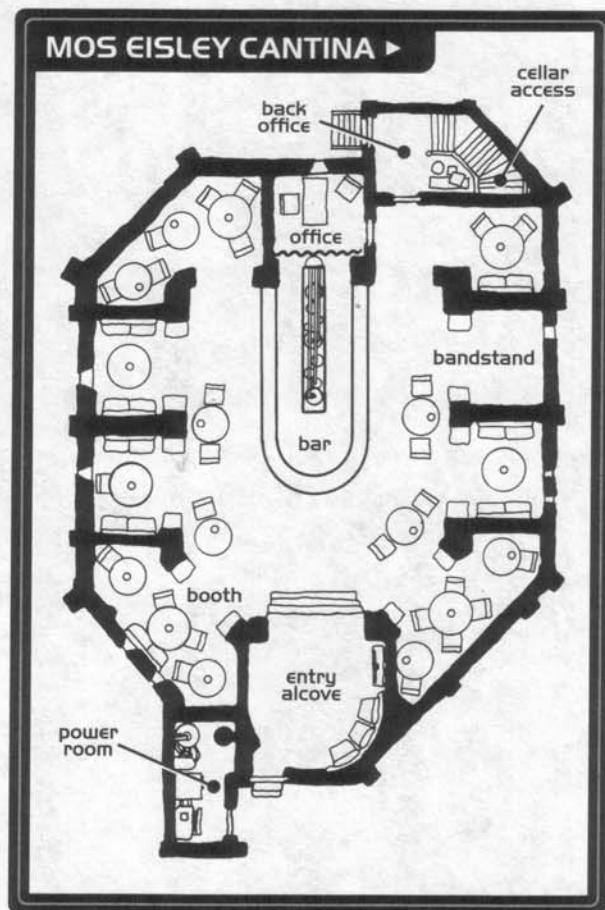 MOS EISLEY CANTINA
cellar
access
back
office
office
bandstand
bar
booth
entry
alcove
power
room